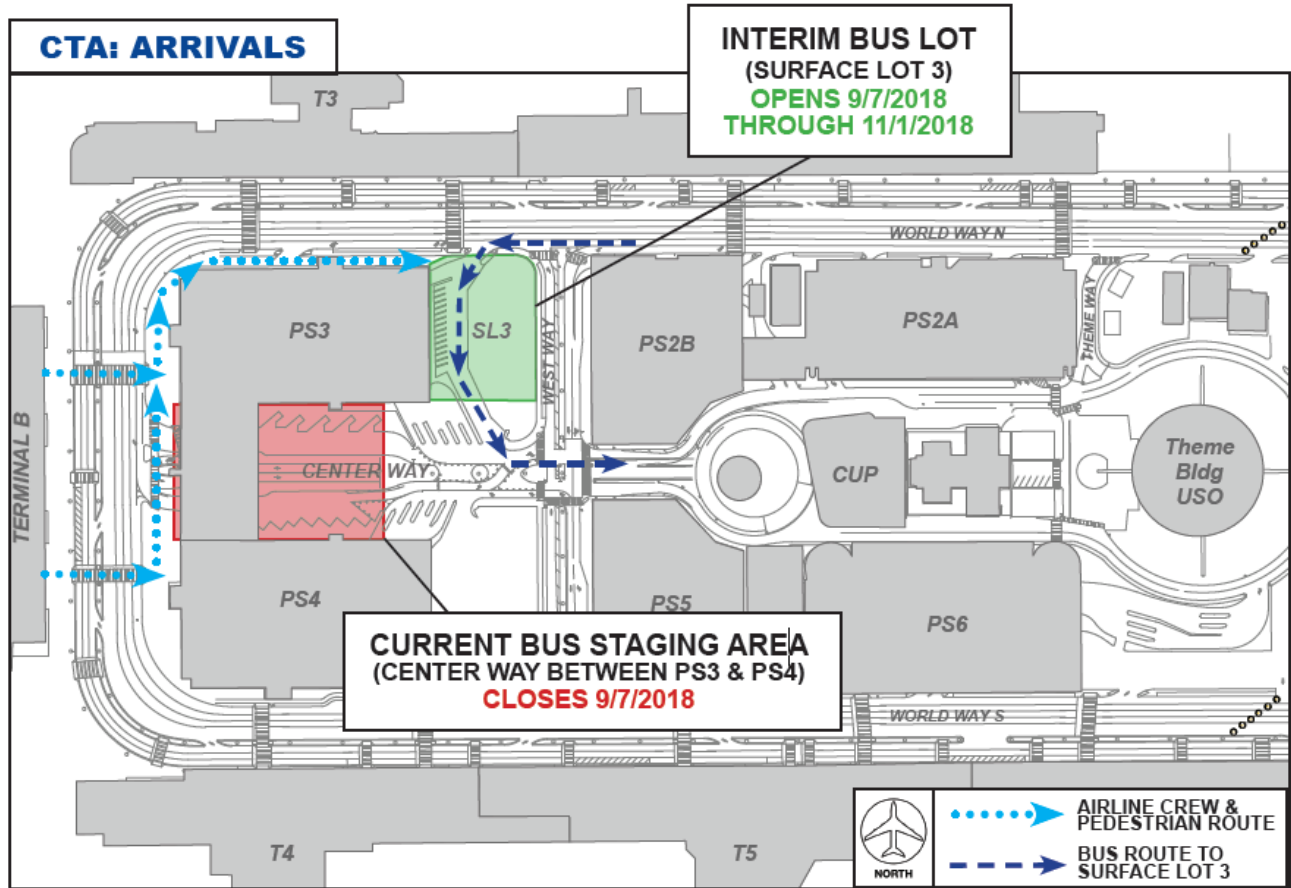 CTA: ARRIVALS
INTERIM BUS LOT
(SURFACE LOT 3)
OPENS 9/7/2018
THROUGH 11/1/2018
T3
WORLD WAY N
PS3
SL3
WEST WAY
PS2B
PS2A
THEME WAY
TERMINAL B
CENTER WAY
CUP
Theme
Bldg
USO
PS4
PS5
PS6
CURRENT BUS STAGING AREA
(CENTER WAY BETWEEN PS3 & PS4)
CLOSES 9/7/2018
WORLD WAY S
T4
T5
NORTH
AIRLINE CREW &
PEDESTRIAN ROUTE
BUS ROUTE TO
SURFACE LOT 3